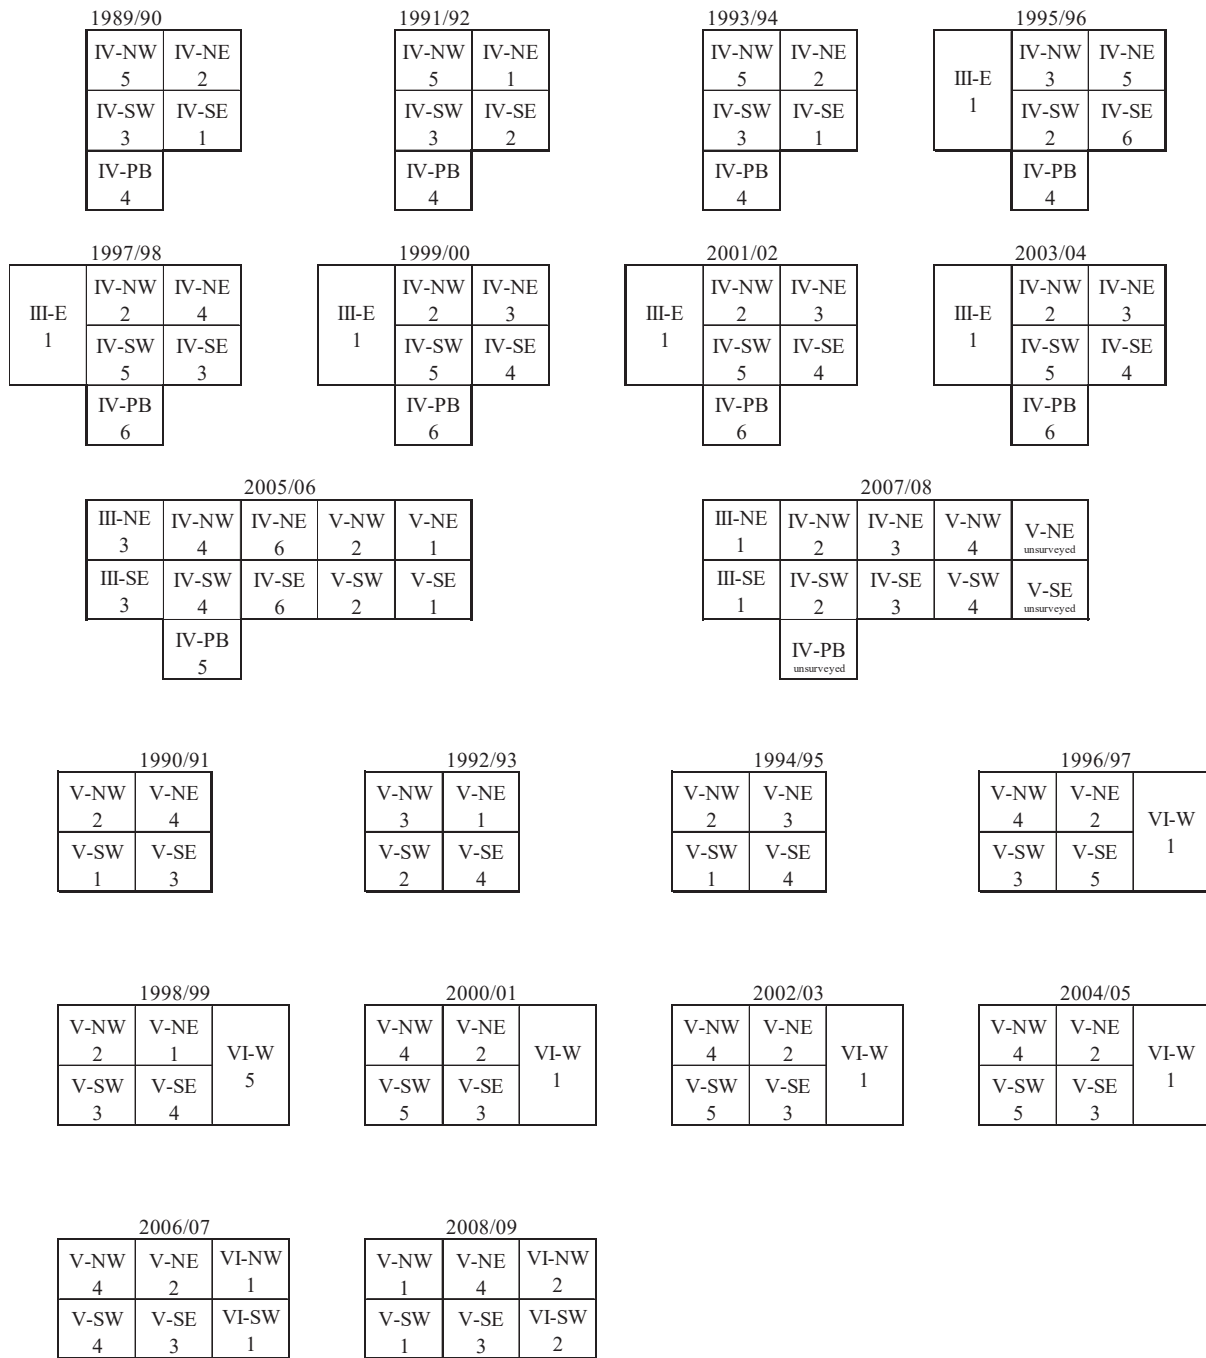 1989/90 1991/92 1993/94 1995/96
IV-NW IV-NE IV-NW IV-NE IV-NW IV-NE IV-NW IV-NE
5 2 5 1 5 2 III-E 3 5
IV-SW IV-SE IV-SW IV-SE IV-SW IV-SE 1 IV-SW IV-SE
3 1 3 2 3 1 2 6
IV-PB IV-PB IV-PB IV-PB
4 4 4 4
1997/98 1999/00 2001/02 2003/04
IV-NW IV-NE IV-NW IV-NE IV-NW IV-NE IV-NW IV-NE
III-E 2 4 III-E 2 3 III-E 2 3 III-E 2 3
1 IV-SW IV-SE 1 IV-SW IV-SE 1 IV-SW IV-SE 1 IV-SW IV-SE
5 3 5 4 5 4 5 4
IV-PB IV-PB IV-PB IV-PB
6 6 6 6
2005/06 2007/08
III-NE IV-NW IV-NE V-NW V-NE III-NE IV-NW IV-NE V-NW V-NE
3 4 6 2 1 1 2 3 4 unsurveyed
III-SE IV-SW IV-SE V-SW V-SE III-SE IV-SW IV-SE V-SW V-SE
3 4 6 2 1 1 2 3 4 unsurveyed
IV-PB IV-PB
5 unsurveyed
1990/91 1992/93 1994/95 1996/97
V-NW V-NE V-NW V-NE V-NW V-NE V-NW V-NE
2 4 3 1 2 3 4 2 VI-W
V-SW V-SE V-SW V-SE V-SW V-SE V-SW V-SE 1
1 3 2 4 1 4 3 5
1998/99 2000/01 2002/03 2004/05
V-NW V-NE V-NW V-NE V-NW V-NE V-NW V-NE
2 1 VI-W 4 2 VI-W 4 2 VI-W 4 2 VI-W
V-SW V-SE 5 V-SW V-SE 1 V-SW V-SE 1 V-SW V-SE 1
3 4 5 3 5 3 5 3
2006/07 2008/09
V-NW V-NE VI-NW V-NW V-NE VI-NW
4 2 1 1 4 2
V-SW V-SE VI-SW V-SW V-SE VI-SW
4 3 1 1 3 2